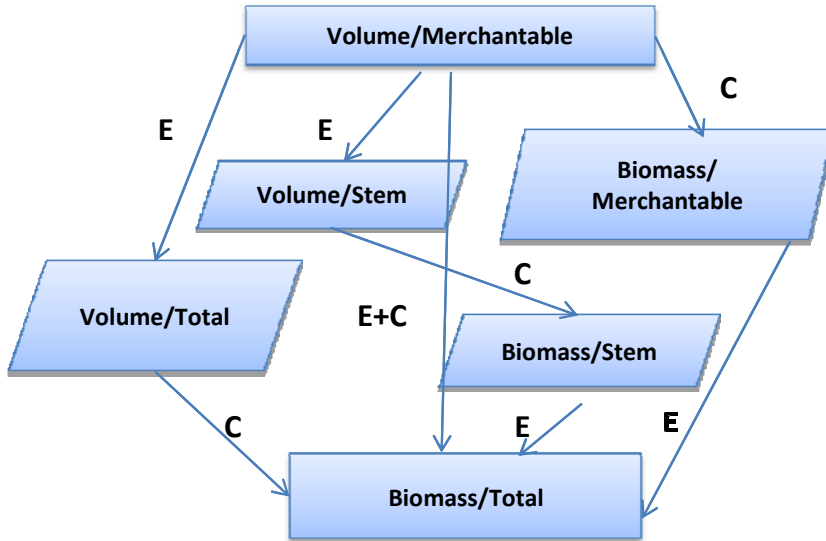 Volume/Merchantable
C
E
E
Biomass/
Merchantable
Volume/Stem
C
Volume/Total
E+C
Biomass/Stem
C
E
E
Biomass/Total